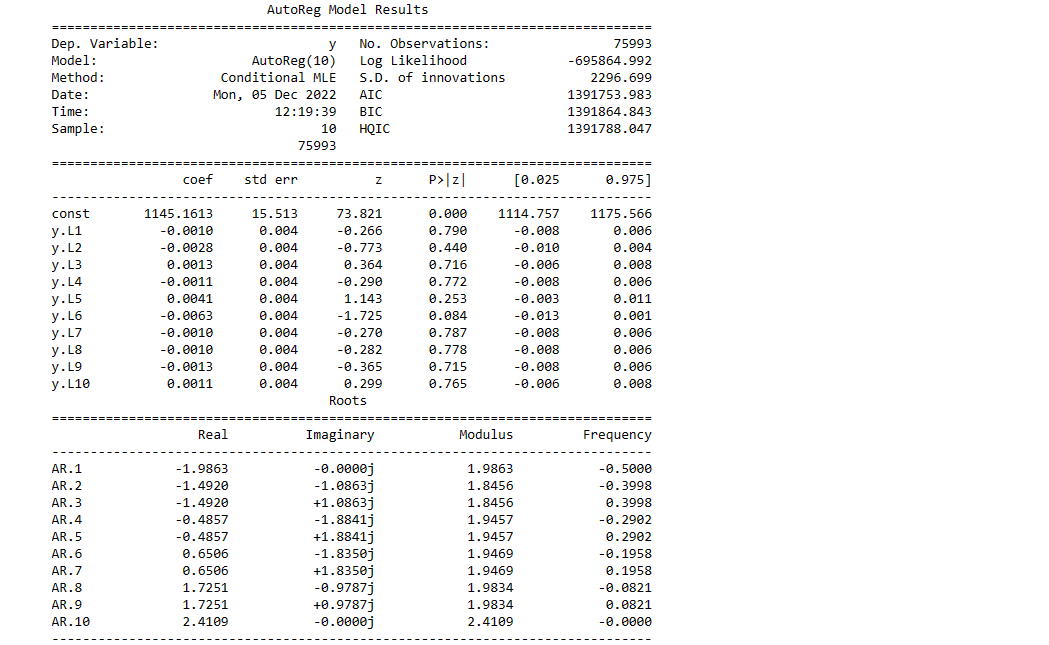 AutoReg Model Results
==============================================================================
Dep. Variable:                      y   No. Observations:                75993
Model:                    AutoReg(10)   Log Likelihood             -695864.992
Method:               Conditional MLE   S.D. of innovations           2296.699
Date:                Mon, 05 Dec 2022   AIC                        1391753.983
Time:                        12:19:39   BIC                        1391864.843
Sample:                            10   HQIC                       1391788.047
                                75993
==============================================================================
                 coef    std err          z      P>|z|      [0.025      0.975]
------------------------------------------------------------------------------
const       1145.1613     15.513     73.821      0.000    1114.757    1175.566
y.L1          -0.0010      0.004     -0.266      0.790      -0.008       0.006
y.L2          -0.0028      0.004     -0.773      0.440      -0.010       0.004
y.L3           0.0013      0.004      0.364      0.716      -0.006       0.008
y.L4          -0.0011      0.004     -0.290      0.772      -0.008       0.006
y.L5           0.0041      0.004      1.143      0.253      -0.003       0.011
y.L6          -0.0063      0.004     -1.725      0.084      -0.013       0.001
y.L7          -0.0010      0.004     -0.270      0.787      -0.008       0.006
y.L8          -0.0010      0.004     -0.282      0.778      -0.008       0.006
y.L9          -0.0013      0.004     -0.365      0.715      -0.008       0.006
y.L10          0.0011      0.004      0.299      0.765      -0.006       0.008
                                    Roots
==============================================================================
                   Real          Imaginary           Modulus         Frequency
------------------------------------------------------------------------------
AR.1            -1.9863           -0.0000j            1.9863           -0.5000
AR.2            -1.4920           -1.0863j            1.8456           -0.3998
AR.3            -1.4920           +1.0863j            1.8456            0.3998
AR.4            -0.4857           -1.8841j            1.9457           -0.2902
AR.5            -0.4857           +1.8841j            1.9457            0.2902
AR.6             0.6506           -1.8350j            1.9469           -0.1958
AR.7             0.6506           +1.8350j            1.9469            0.1958
AR.8             1.7251           -0.9787j            1.9834           -0.0821
AR.9             1.7251           +0.9787j            1.9834            0.0821
AR.10            2.4109           -0.0000j            2.4109           -0.0000
------------------------------------------------------------------------------